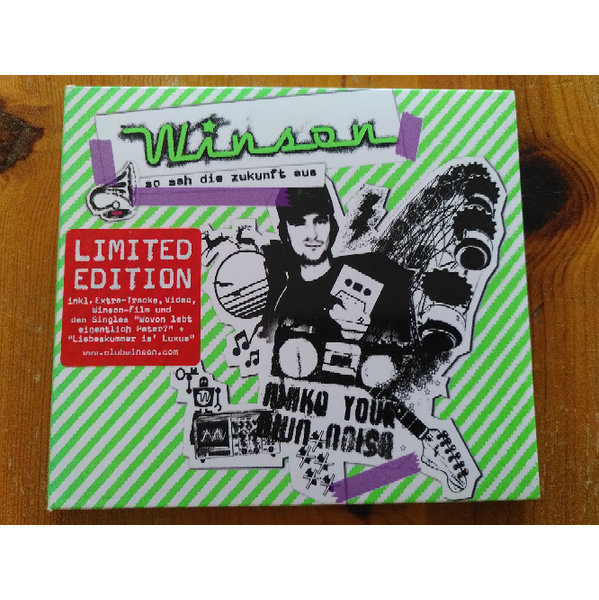 Winson
so sah die zukunft aus
LIMITED
EDITION
inkl. Extra-Tracks, Video,
Winson-Film und
den Singles "Wovon lebt
eigentlich Peter?" +
"Liebeskummer is' Luxus"
www.clubwinson.com
MAKE YOUR
OWN NOISE